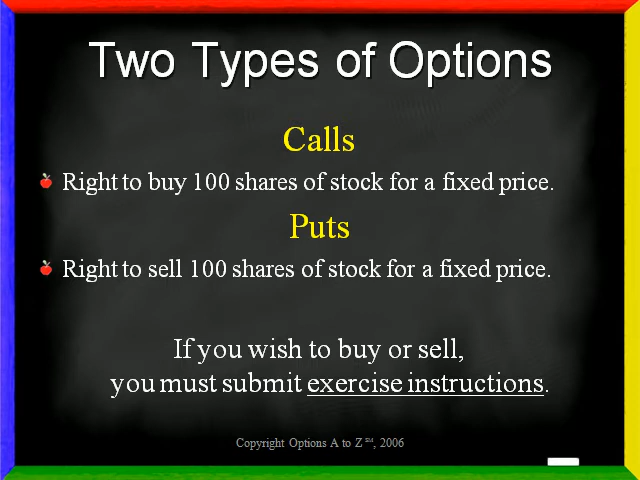 Two Types of Options
Calls
Right to buy 100 shares of stock for a fixed price.
Puts
Right to sell 100 shares of stock for a fixed price.
If you wish to buy or sell,
you must submit exercise instructions.
Copyright Options A to Z ℠, 2006